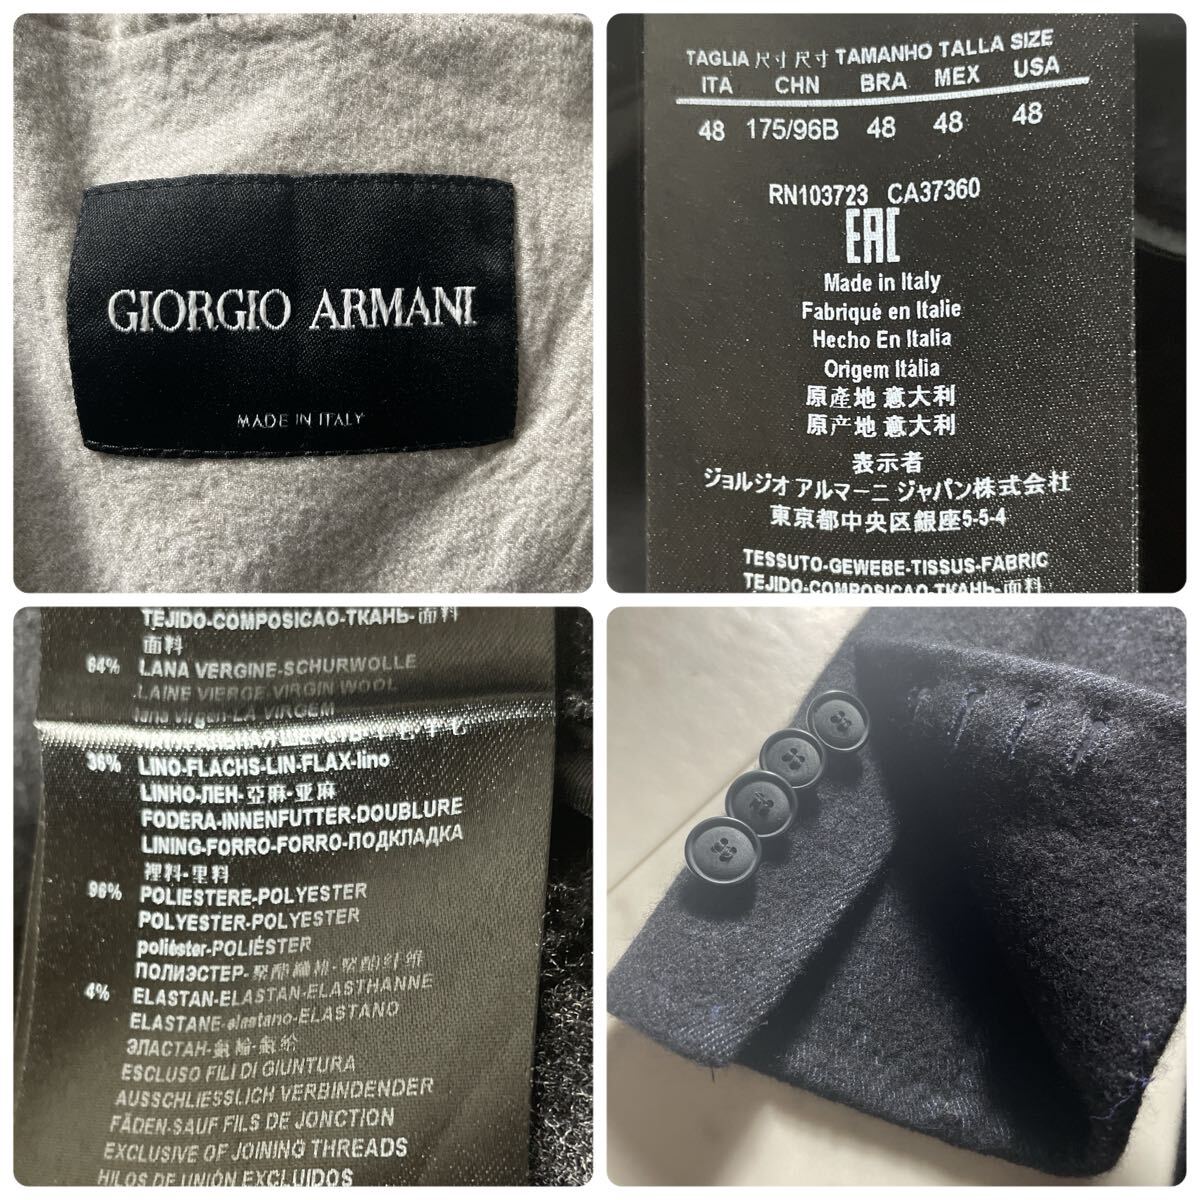 GIORGIO ARMANI
MADE IN ITALY
TAGLIA 尺寸 尺寸 TAMANHO TALLA SIZE
ITA CHN BRA MEX USA
48 175/96B 48 48 48
RN103723 CA37360
EAC
Made in Italy
Fabriqué en Italie
Hecho En Italia
Origem Itália
原產地 意大利
原产地 意大利
表示者
ジョルジオ アルマーニ ジャパン株式会社
東京都中央区銀座5-5-4
TESSUTO-GEWEBE-TISSUS-FABRIC
TEJIDO-COMPOSICAO-ТКАНЬ-面料
TEJIDO-COMPOSICAO-ТКАНЬ-面料
面料
64% LANA VERGINE-SCHURWOLLE
LAINE VIERGE-VIRGIN WOOL
lana virgen-LÃ VIRGEM
36% LINO-FLACHS-LIN-FLAX-lino
LINHO-ЛЕН-亞麻-亚麻
FODERA-INNENFUTTER-DOUBLURE
LINING-FORRO-FORRO-ПОДКЛАДКА
裡料-里料
96% POLIESTERE-POLYESTER
POLYESTER-POLYESTER
poliéster-POLIÉSTER
ПОЛИЭСТЕР-聚酯纖維-聚酯纤维
4% ELASTAN-ELASTAN-ELASTHANNE
ELASTANE-elastano-ELASTANO
ЭЛАСТАН-氨綸-氨纶
ESCLUSO FILI DI GIUNTURA
AUSSCHLIESSLICH VERBINDENDER
FÄDEN-SAUF FILS DE JONCTION
EXCLUSIVE OF JOINING THREADS
HILOS DE UNIÓN EXCLUIDOS